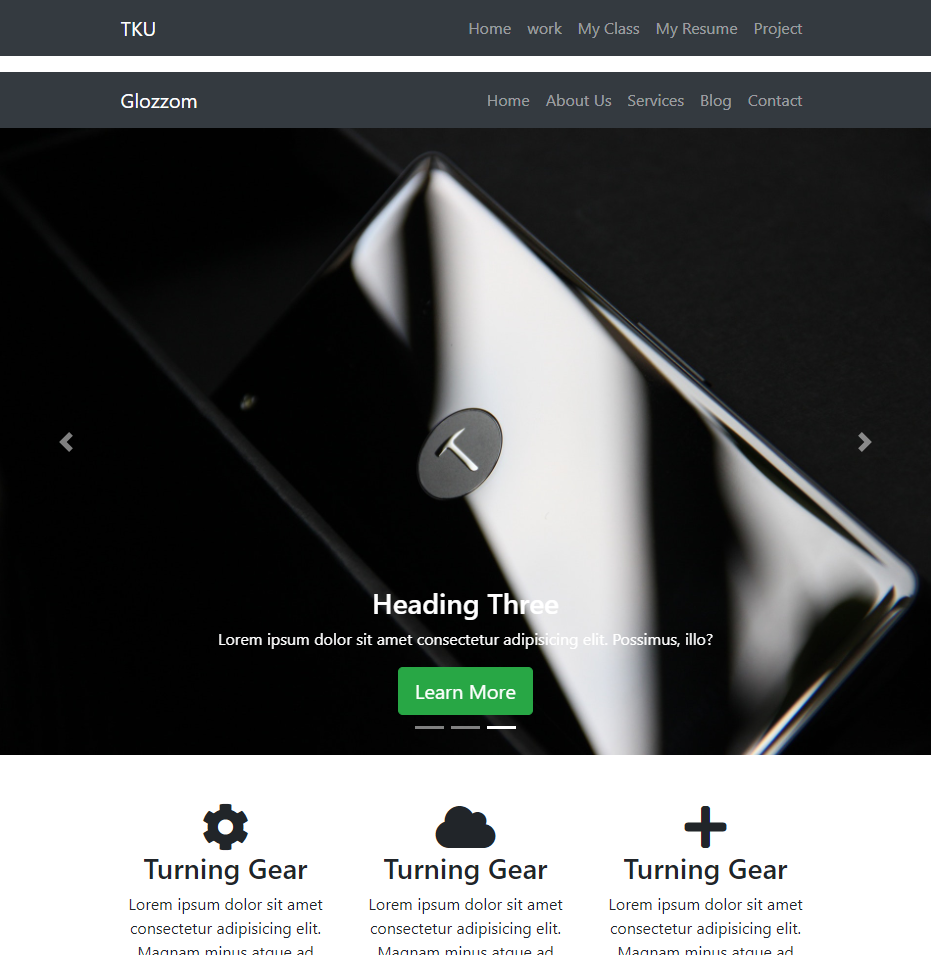 TKU Home work My Class My Resume Project
Glozzom Home About Us Services Blog Contact
T
Heading Three
Lorem ipsum dolor sit amet consectetur adipisicing elit. Possimus, illo?
Learn More
Turning Gear
Lorem ipsum dolor sit amet
consectetur adipisicing elit.
Magnam minus atque ad
Turning Gear
Lorem ipsum dolor sit amet
consectetur adipisicing elit.
Magnam minus atque ad
Turning Gear
Lorem ipsum dolor sit amet
consectetur adipisicing elit.
Magnam minus atque ad